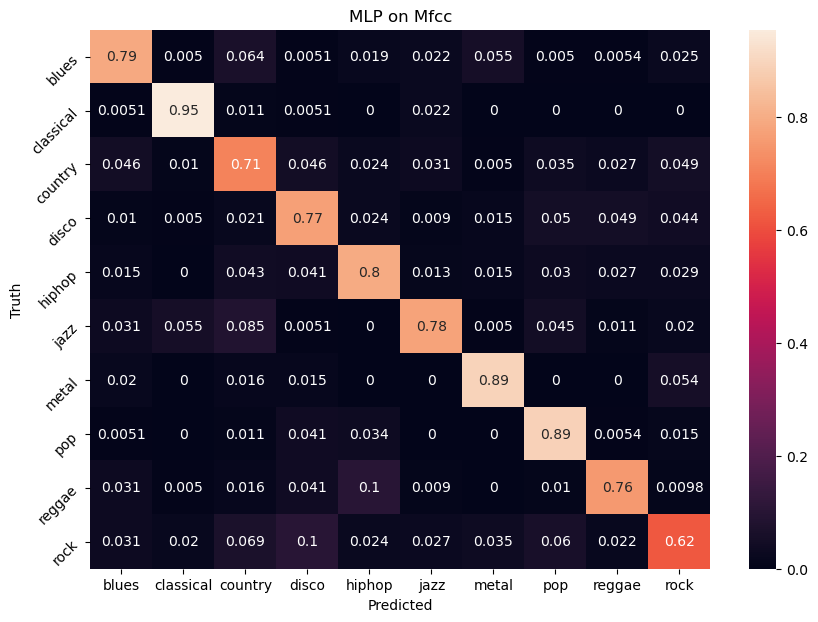 MLP on Mfcc
blues 0.79 0.005 0.064 0.0051 0.019 0.022 0.055 0.005 0.0054 0.025
classical 0.0051 0.95 0.011 0.0051 0 0.022 0 0 0 0
country 0.046 0.01 0.71 0.046 0.024 0.031 0.005 0.035 0.027 0.049
disco 0.01 0.005 0.021 0.77 0.024 0.009 0.015 0.05 0.049 0.044
hiphop 0.015 0 0.043 0.041 0.8 0.013 0.015 0.03 0.027 0.029
jazz 0.031 0.055 0.085 0.0051 0 0.78 0.005 0.045 0.011 0.02
metal 0.02 0 0.016 0.015 0 0 0.89 0 0 0.054
pop 0.0051 0 0.011 0.041 0.034 0 0 0.89 0.0054 0.015
reggae 0.031 0.005 0.016 0.041 0.1 0.009 0 0.01 0.76 0.0098
rock 0.031 0.02 0.069 0.1 0.024 0.027 0.035 0.06 0.022 0.62
blues classical country disco hiphop jazz metal pop reggae rock
Predicted
Truth
0.8
0.6
0.4
0.2
0.0